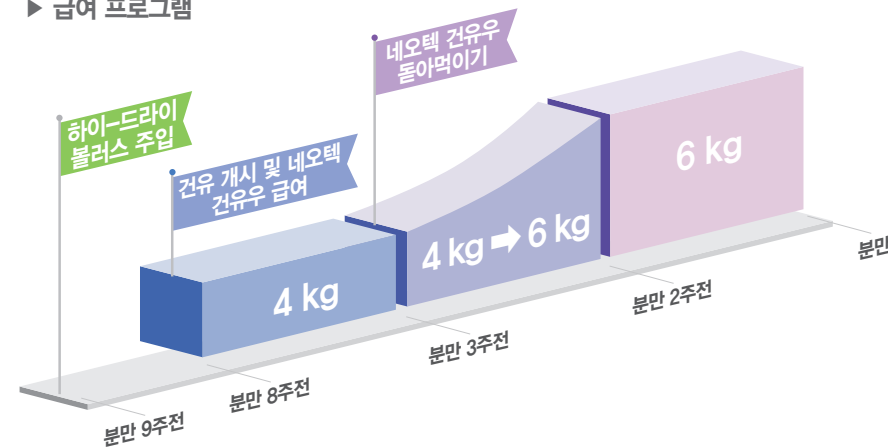 ▶ 급여 프로그램
하이-드라이
볼러스 주입
건유 개시 및 네오텍
건유우 급여
네오텍 건유우
돋아먹이기
4 kg
4 kg ➡ 6 kg
6 kg
분만 9주전
분만 8주전
분만 3주전
분만 2주전
분만